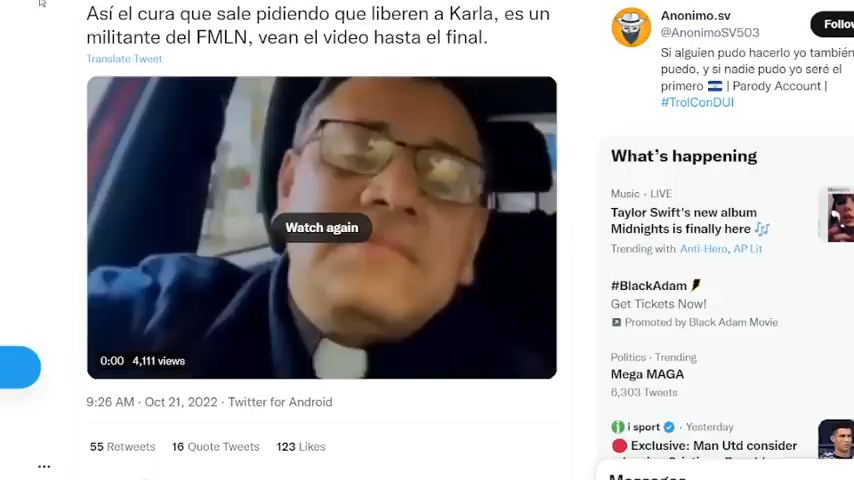 Así el cura que sale pidiendo que liberen a Karla, es un
militante del FMLN, vean el video hasta el final.
Translate Tweet
Watch again
0:00 4,111 views
9:26 AM · Oct 21, 2022 · Twitter for Android
55 Retweets 16 Quote Tweets 123 Likes
Anonimo.sv
@AnonimoSV503
Si alguien pudo hacerlo yo también
puedo, y si nadie pudo yo seré el
primero 🇸🇻 | Parody Account |
#TrolConDUI
What's happening
Music · LIVE
Taylor Swift's new album
Midnights is finally here 🎶
Trending with Anti-Hero, AP Lit
#BlackAdam
Get Tickets Now!
Promoted by Black Adam Movie
Politics · Trending
Mega MAGA
6,303 Tweets
i sport · Yesterday
🔴 Exclusive: Man Utd consider